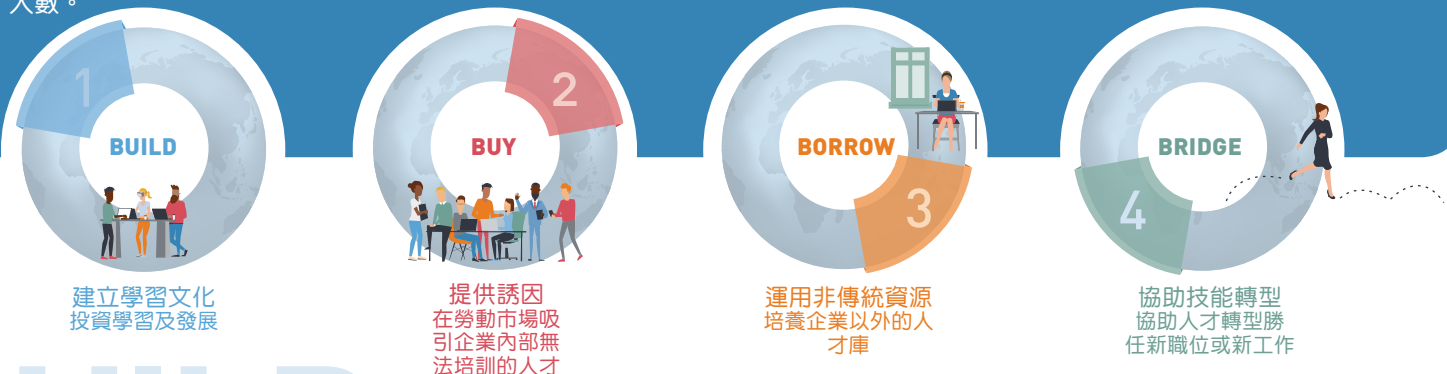 人數。
1
BUILD
建立學習文化
投資學習及發展
2
BUY
提供誘因
在勞動市場吸
引企業內部無
法培訓的人才
3
BORROW
運用非傳統資源
培養企業以外的人
才庫
4
BRIDGE
協助技能轉型
協助人才轉型勝
任新職位或新工作